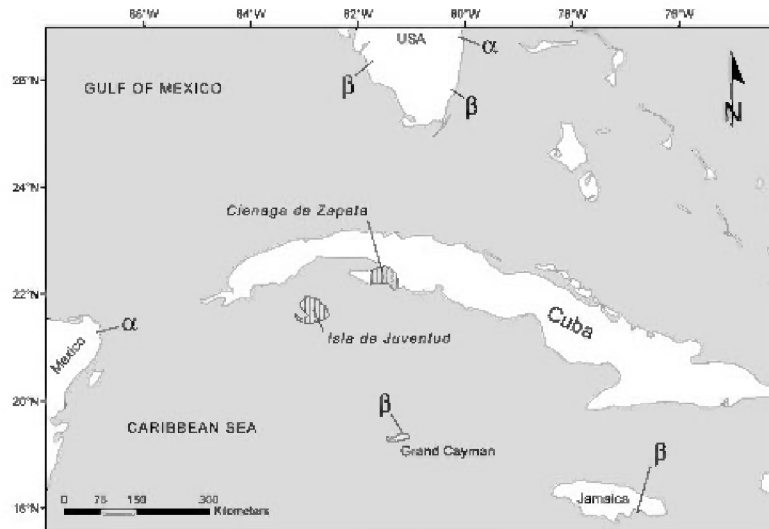 86°W 84°W 82°W 80°W 78°W 76°W
USA
α
26°N
β
β
GULF OF MEXICO
N
24°N
Cienaga de Zapata
22°N
Cuba
α
Isla de Juventud
Mexico
20°N
β
CARIBBEAN SEA
Grand Cayman
β
Jamaica
0 75 150 300
Kilometers
18°N